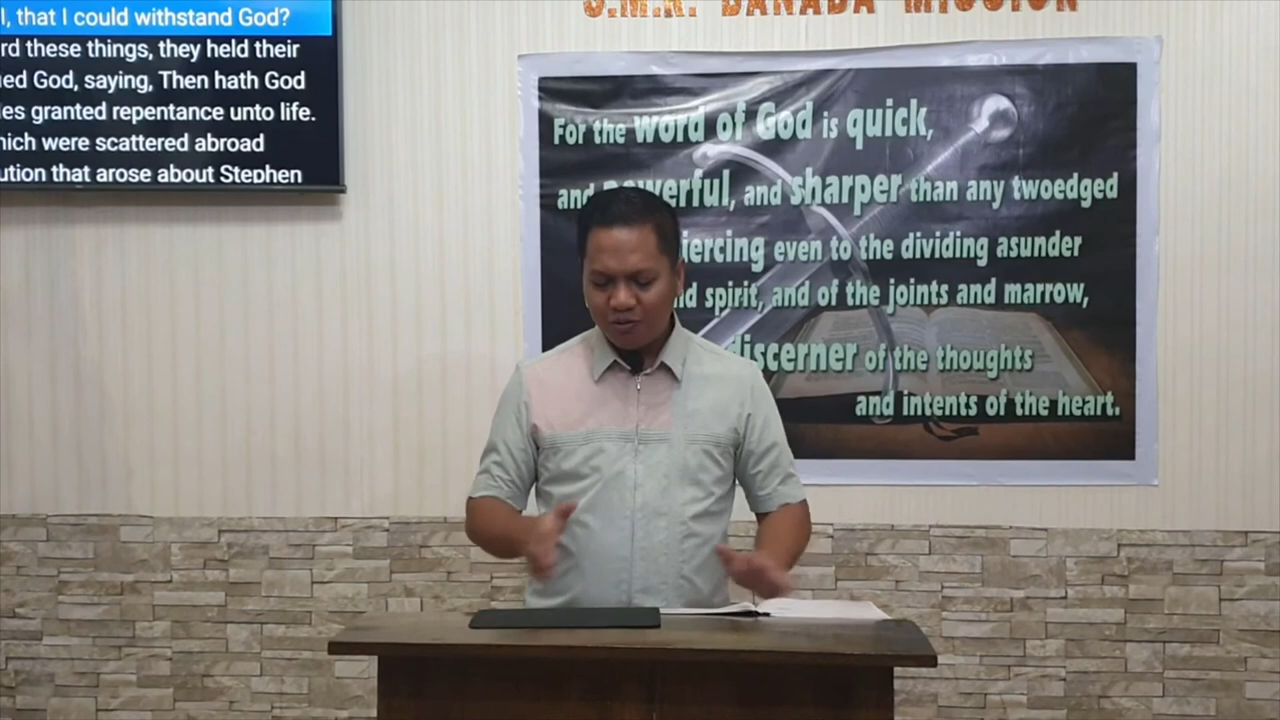 I, that I could withstand God?
rd these things, they held their
ied God, saying, Then hath God
les granted repentance unto life.
hich were scattered abroad
ution that arose about Stephen
S.M.R. BANABA MISSION
For the word of God is quick,
and powerful, and sharper than any twoedged
iercing even to the dividing asunder
nd spirit, and of the joints and marrow,
discerner of the thoughts
and intents of the heart.